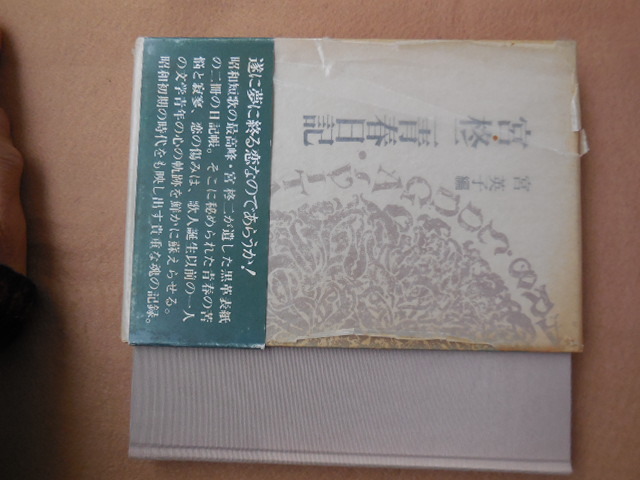 宮柊二青春日記
宮英子編
遂に夢に終る恋なのであらうか!
昭和短歌の最高峰・宮柊二が遺した黒革表紙
の二冊の日記帳。そこに秘められた青春の苦
悩と寂寥、恋の傷みは、歌人誕生以前の一人
の文学青年の心の軌跡を鮮かに蘇えらせる。
昭和初期の時代をも映し出す貴重な魂の記録。